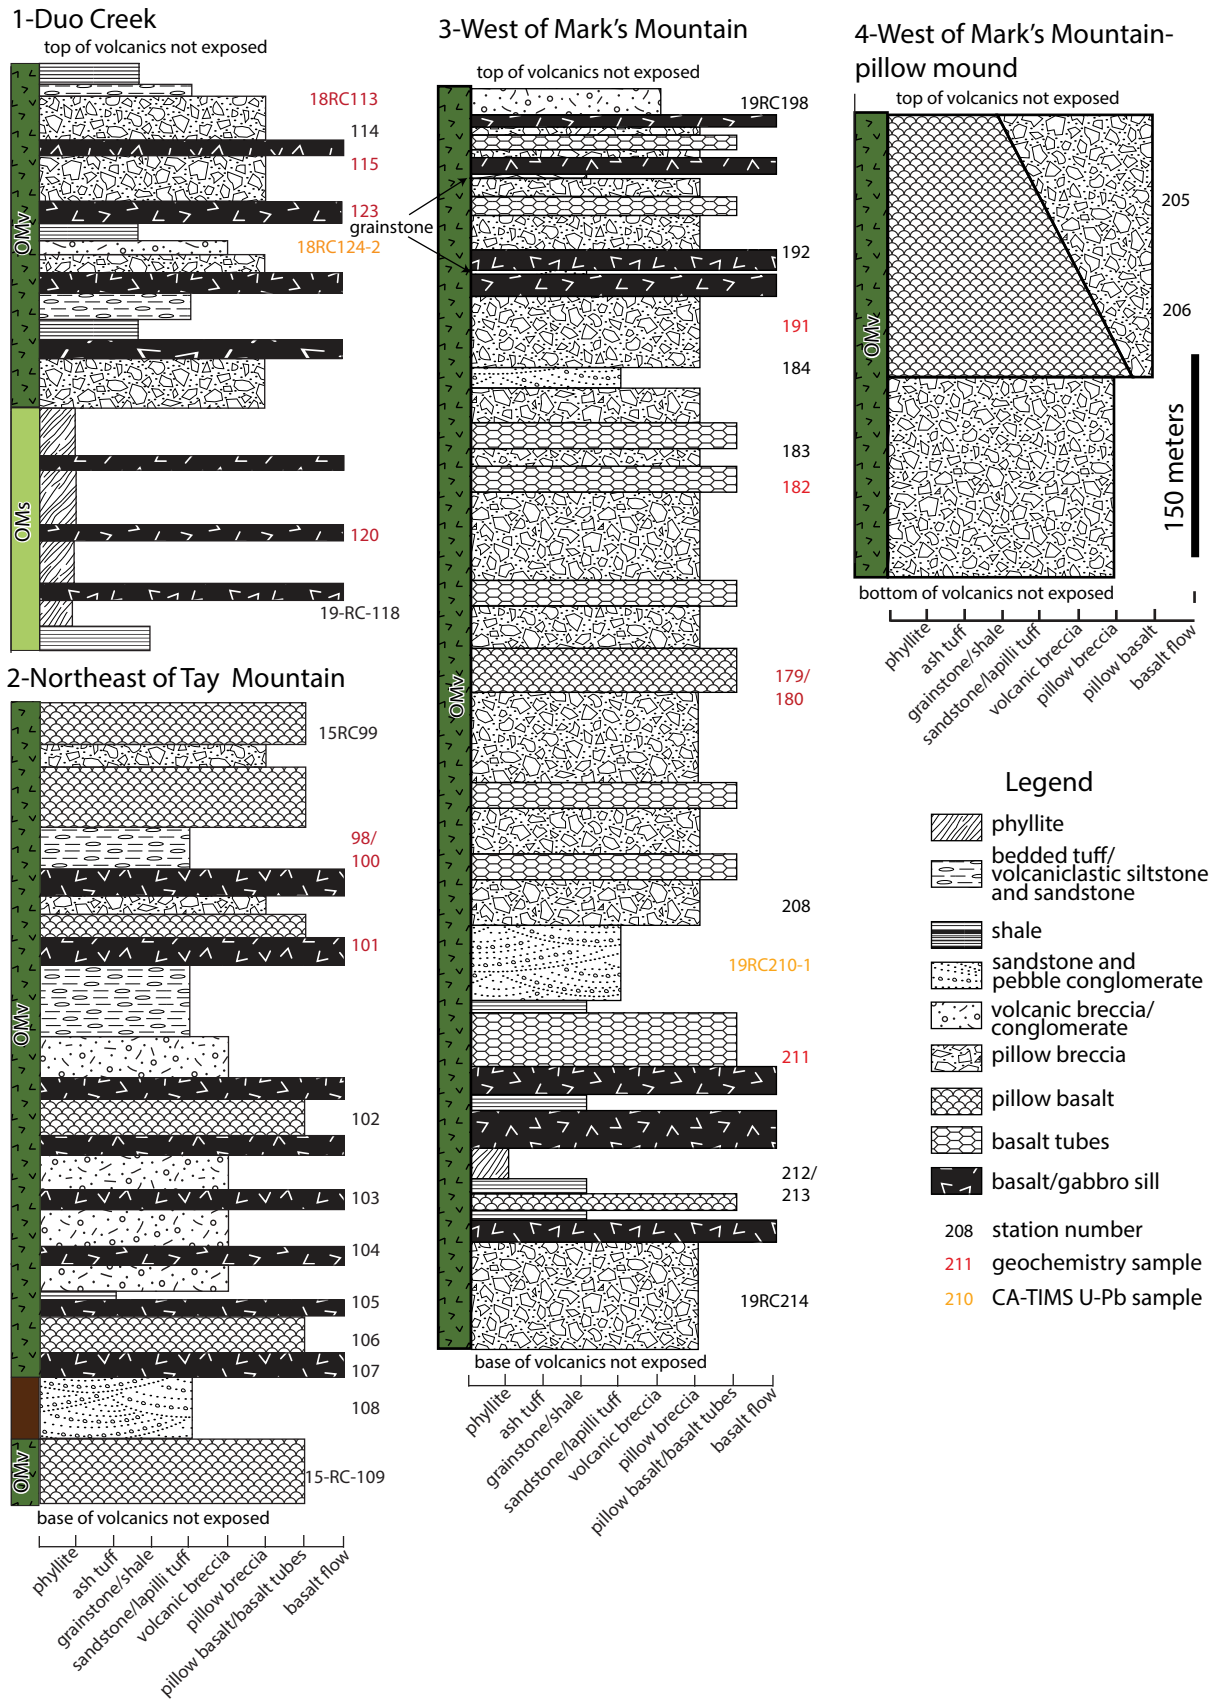 1-Duo Creek
top of volcanics not exposed
18RC113
114
115
123
18RC124-2
OMv
OMs
120
19-RC-118
2-Northeast of Tay Mountain
15RC99
98/
100
101
OMv
102
103
104
105
106
107
108
OMv
15-RC-109
base of volcanics not exposed
phyllite
ash tuff
grainstone/shale
sandstone/lapilli tuff
volcanic breccia
pillow breccia
pillow basalt/basalt tubes
basalt flow
3-West of Mark's Mountain
top of volcanics not exposed
19RC198
grainstone
192
191
184
183
182
OMv
179/
180
208
19RC210-1
211
212/
213
19RC214
base of volcanics not exposed
phyllite
ash tuff
grainstone/shale
sandstone/lapilli tuff
volcanic breccia
pillow breccia
pillow basalt/basalt tubes
basalt flow
4-West of Mark's Mountain-
pillow mound
top of volcanics not exposed
205
206
OMv
150 meters
bottom of volcanics not exposed
phyllite
ash tuff
grainstone/shale
sandstone/lapilli tuff
volcanic breccia
pillow breccia
pillow basalt
basalt flow
Legend
phyllite
bedded tuff/
volcaniclastic siltstone
and sandstone
shale
sandstone and
pebble conglomerate
volcanic breccia/
conglomerate
pillow breccia
pillow basalt
basalt tubes
basalt/gabbro sill
208 station number
211 geochemistry sample
210 CA-TIMS U-Pb sample